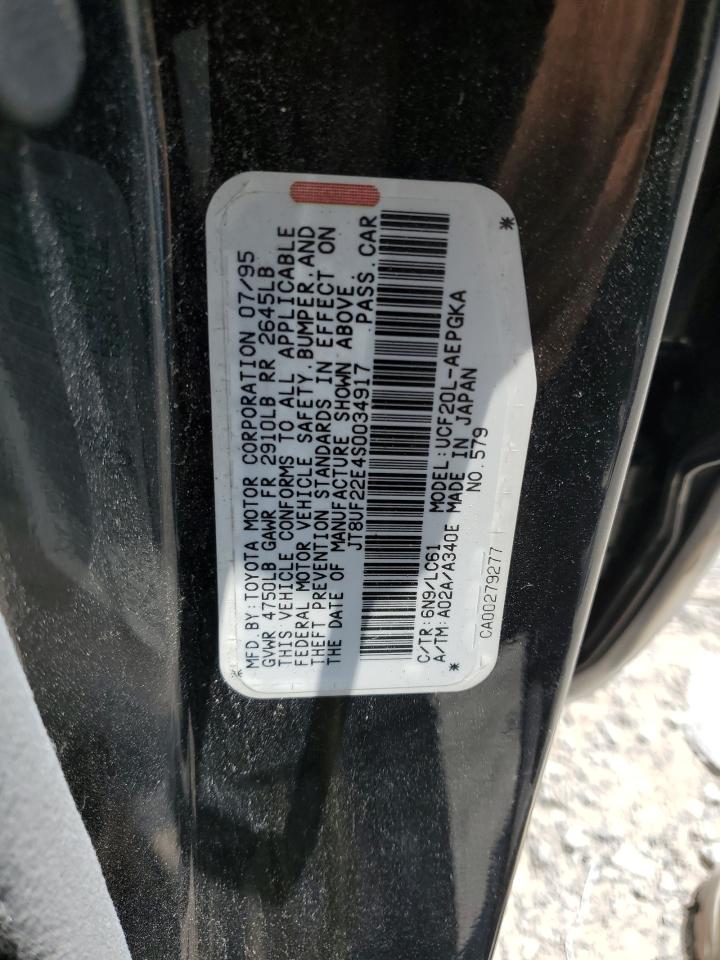 MFD BY: TOYOTA MOTOR CORPORATION 07/95
GVWR 4750LB GAWR FR 2910LB RR 2645LB
THIS VEHICLE CONFORMS TO ALL APPLICABLE
FEDERAL MOTOR VEHICLE SAFETY, BUMPER, AND
THEFT PREVENTION STANDARDS IN EFFECT ON
THE DATE OF MANUFACTURE SHOWN ABOVE.
JT8UF22E4S0034917 PASS. CAR
C/TR: 6N9/LC61 MODEL: UCF20L-AEPGKA
A/TM: A02A/A340E MADE IN JAPAN
* NO. 579 *
CA00279277